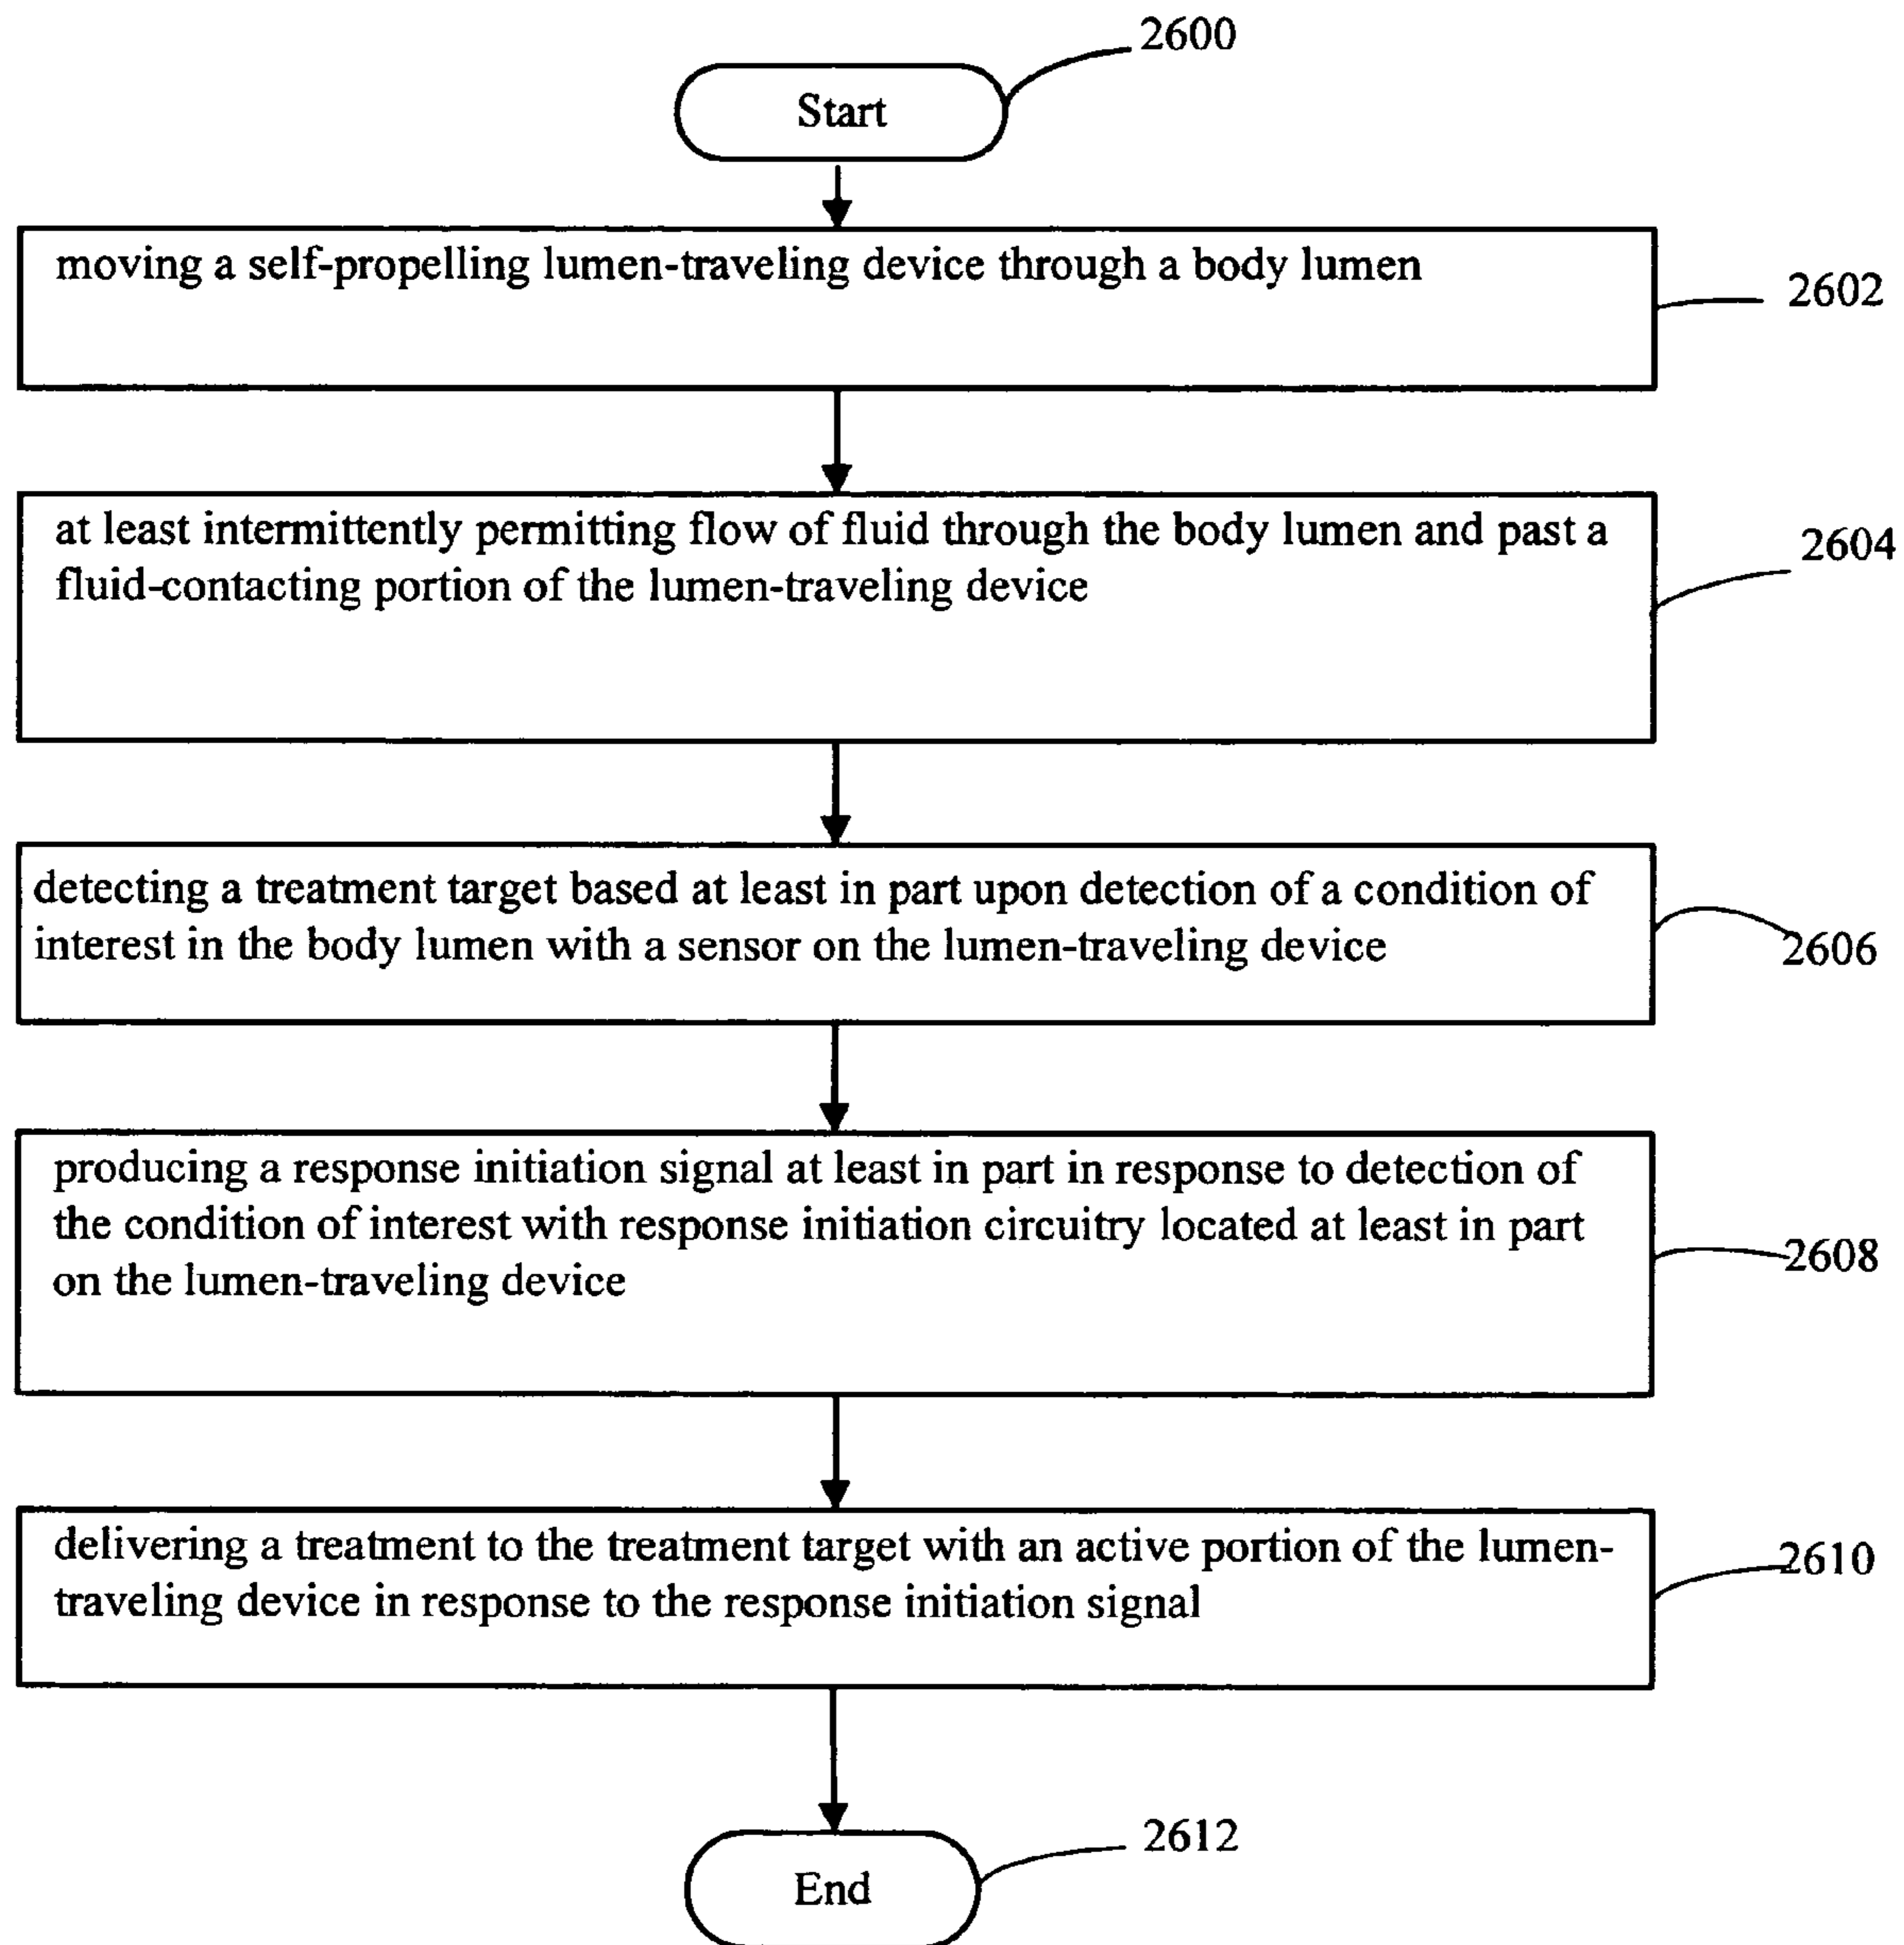 2600
Start
moving a self-propelling lumen-traveling device through a body lumen
2602
at least intermittently permitting flow of fluid through the body lumen and past a
fluid-contacting portion of the lumen-traveling device
2604
detecting a treatment target based at least in part upon detection of a condition of
interest in the body lumen with a sensor on the lumen-traveling device
2606
producing a response initiation signal at least in part in response to detection of
the condition of interest with response initiation circuitry located at least in part
on the lumen-traveling device
2608
delivering a treatment to the treatment target with an active portion of the lumen-
traveling device in response to the response initiation signal
2610
2612
End